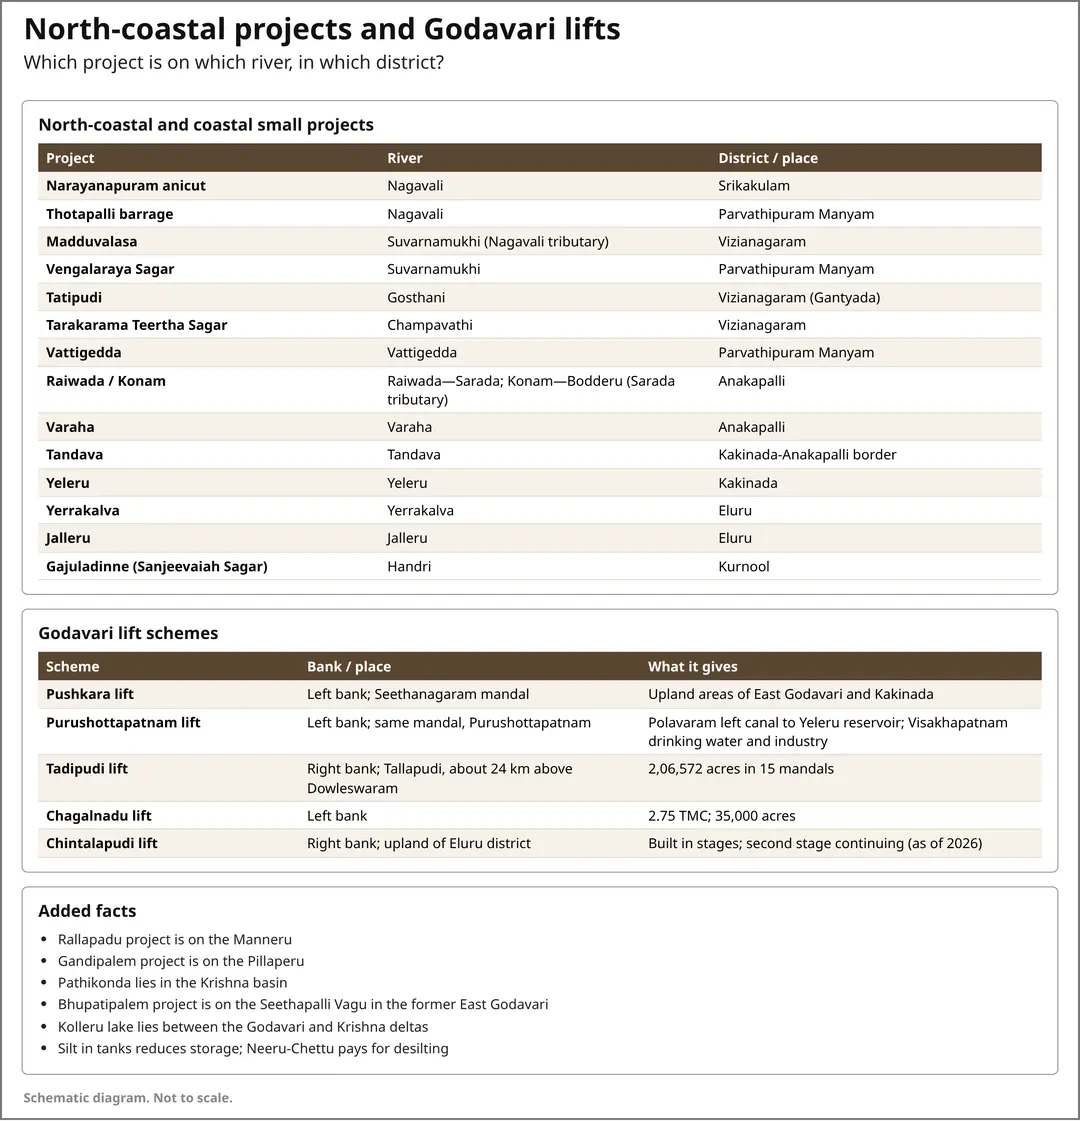 North-coastal projects and Godavari lifts
Which project is on which river, in which district?
North-coastal and coastal small projects
Project River District / place
Narayanapuram anicut Nagavali Srikakulam
Thotapalli barrage Nagavali Parvathipuram Manyam
Madduvalasa Suvarnamukhi (Nagavali tributary) Vizianagaram
Vengalaraya Sagar Suvarnamukhi Parvathipuram Manyam
Tatipudi Gosthani Vizianagaram (Gantyada)
Tarakarama Teertha Sagar Champavathi Vizianagaram
Vattigedda Vattigedda Parvathipuram Manyam
Raiwada / Konam Raiwada—Sarada; Konam—Bodderu (Sarada Anakapalli
tributary)
Varaha Varaha Anakapalli
Tandava Tandava Kakinada-Anakapalli border
Yeleru Yeleru Kakinada
Yerrakalva Yerrakalva Eluru
Jalleru Jalleru Eluru
Gajuladinne (Sanjeevaiah Sagar) Handri Kurnool
Godavari lift schemes
Scheme Bank / place What it gives
Pushkara lift Left bank; Seethanagaram mandal Upland areas of East Godavari and Kakinada
Purushottapatnam lift Left bank; same mandal, Purushottapatnam Polavaram left canal to Yeleru reservoir; Visakhapatnam
drinking water and industry
Tadipudi lift Right bank; Tallapudi, about 24 km above 2,06,572 acres in 15 mandals
Dowleswaram
Chagalnadu lift Left bank 2.75 TMC; 35,000 acres
Chintalapudi lift Right bank; upland of Eluru district Built in stages; second stage continuing (as of 2026)
Added facts
• Rallapadu project is on the Manneru
• Gandipalem project is on the Pillaperu
• Pathikonda lies in the Krishna basin
• Bhupatipalem project is on the Seethapalli Vagu in the former East Godavari
• Kolleru lake lies between the Godavari and Krishna deltas
• Silt in tanks reduces storage; Neeru-Chettu pays for desilting
Schematic diagram. Not to scale.